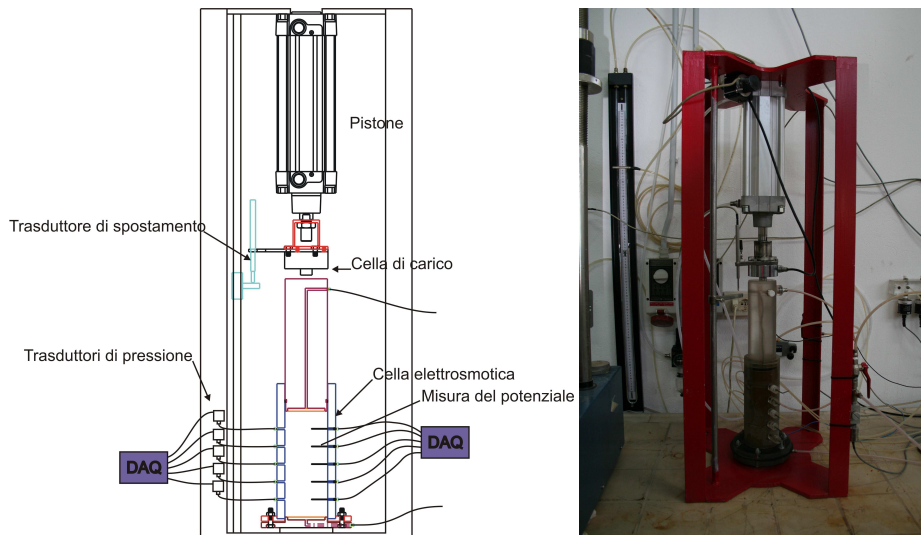 Pistone
Trasduttore di spostamento
Cella di carico
Trasduttori di pressione
Cella elettrosmotica
Misura del potenziale
DAQ
DAQ